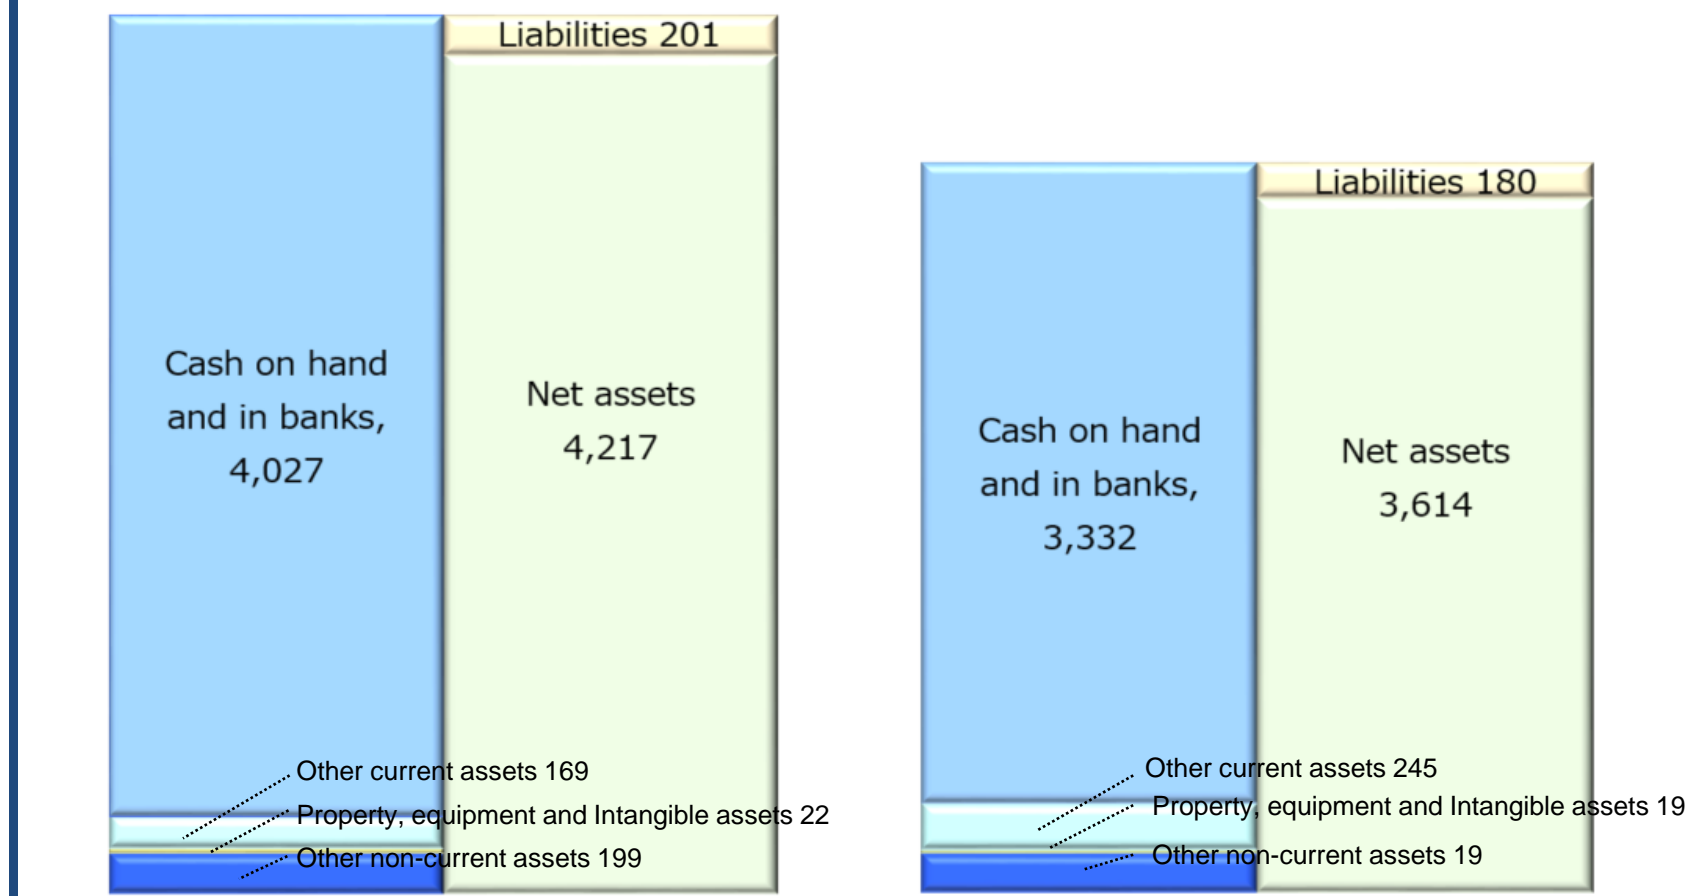 Liabilities 201
Cash on hand
and in banks,
4,027
Net assets
4,217
Other current assets 169
Property, equipment and Intangible assets 22
Other non-current assets 199
Liabilities 180
Cash on hand
and in banks,
3,332
Net assets
3,614
Other current assets 245
Property, equipment and Intangible assets 19
Other non-current assets 19